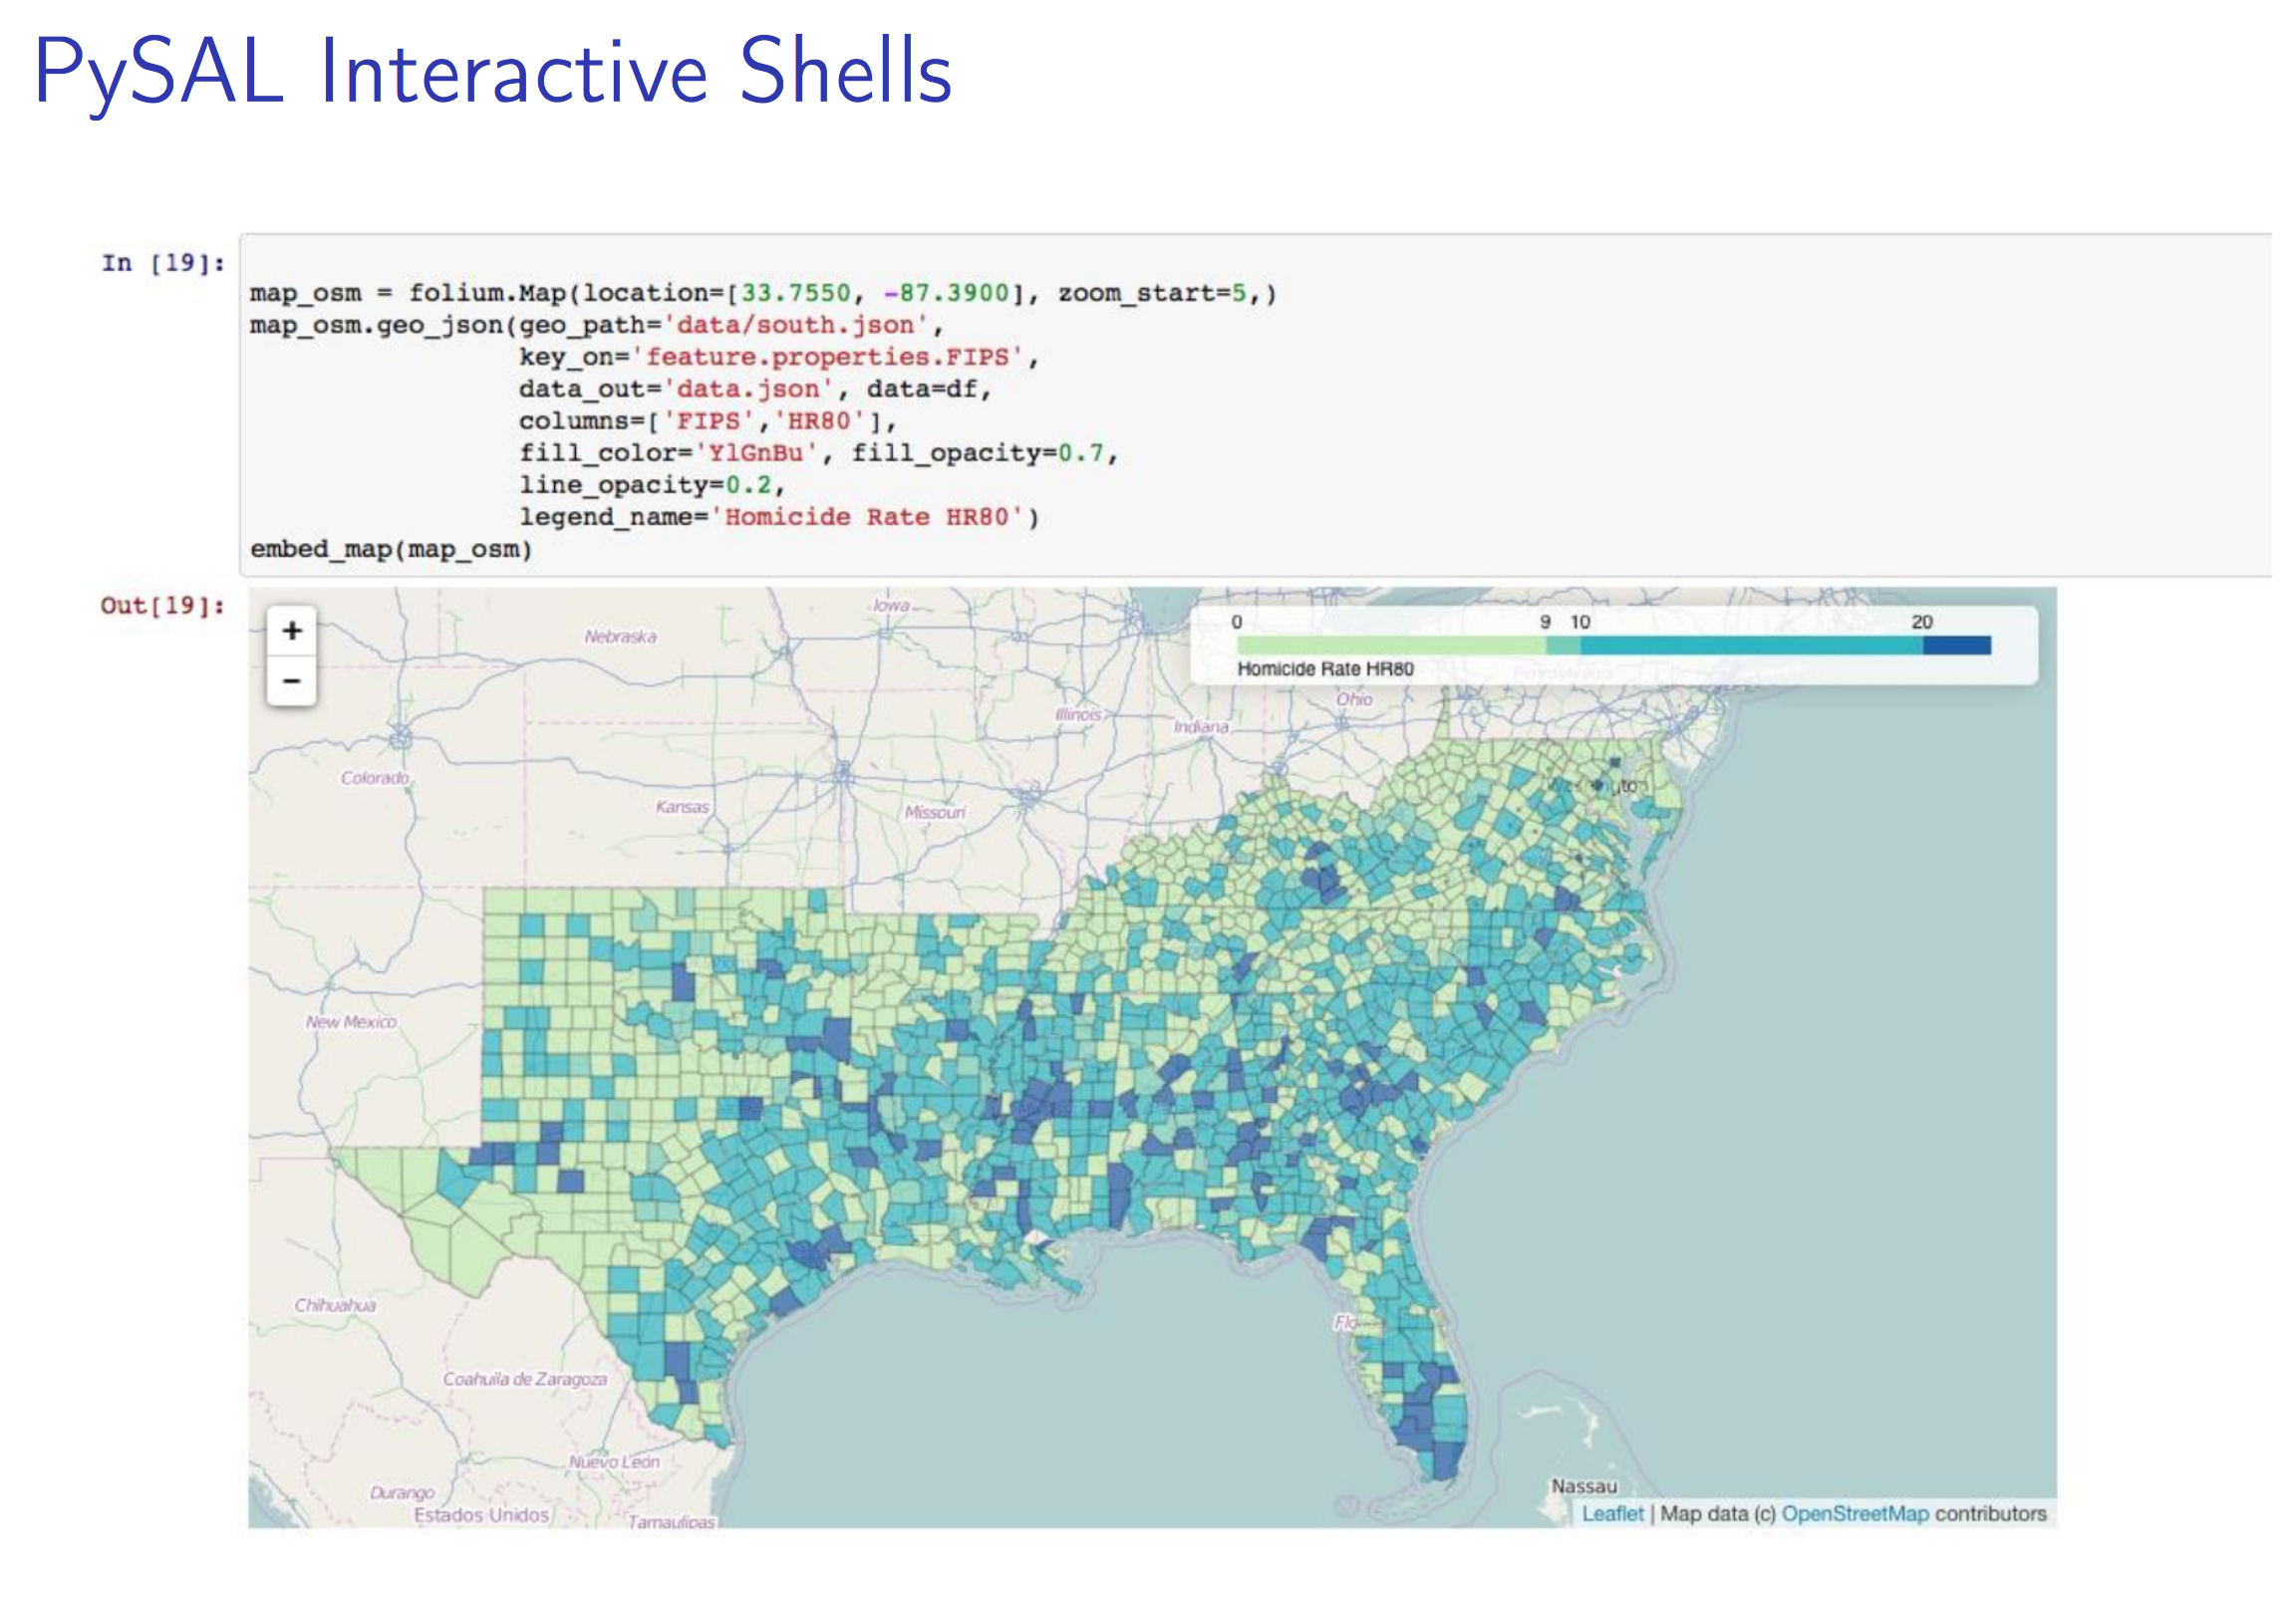 PySAL Interactive Shells
In [19]:
map_osm = folium.Map(location=[33.7550, -87.3900], zoom_start=5,)
map_osm.geo_json(geo_path='data/south.json',
key_on='feature.properties.FIPS',
data_out='data.json', data=df,
columns=['FIPS','HR80'],
fill_color='YlGnBu', fill_opacity=0.7,
line_opacity=0.2,
legend_name='Homicide Rate HR80')
embed_map(map_osm)
Out[19]:
+
−
Iowa
Nebraska
0 9 10 20
Homicide Rate HR80
Pennsylvania
Ohio
Illinois
Indiana
Colorado
Kansas
Missouri
New Mexico
Chihuahua
Coahuila de Zaragoza
Nuevo León
Durango
Estados Unidos
Tamaulipas
Nassau
Leaflet | Map data (c) OpenStreetMap contributors